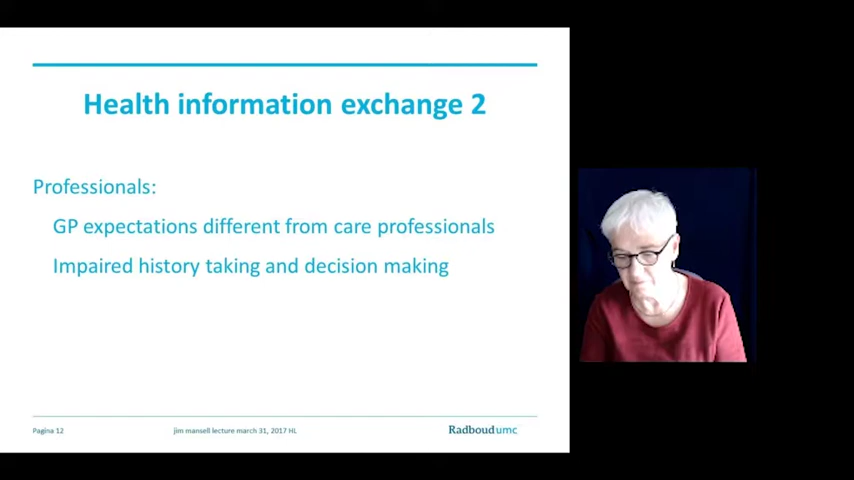 Health information exchange 2
Professionals:
GP expectations different from care professionals
Impaired history taking and decision making
Pagina 12 jim mansell lecture march 31, 2017 HL Radboudumc